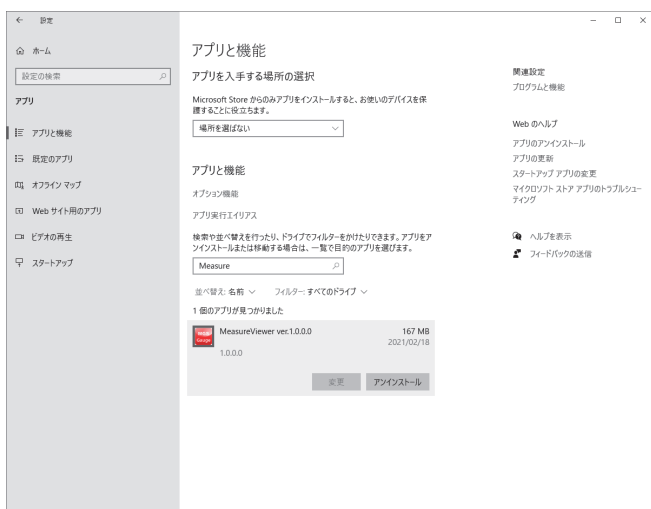 設定
ホーム
設定の検索
アプリ
アプリと機能
既定のアプリ
オフライン マップ
Web サイト用のアプリ
ビデオの再生
スタートアップ
アプリと機能
アプリを入手する場所の選択
Microsoft Store からのみアプリをインストールすると、お使いのデバイスを保
護することに役立ちます。
場所を選ばない
アプリと機能
オプション機能
アプリ実行エイリアス
検索や並べ替えを行ったり、ドライブでフィルターをかけたりできます。アプリをア
ンインストールまたは移動する場合は、一覧で目的のアプリを選びます。
Measure
並べ替え: 名前
フィルター: すべてのドライブ
1 個のアプリが見つかりました
MeasureViewer ver.1.0.0.0
167 MB
2021/02/18
Gauge
1.0.0.0
変更
アンインストール
関連設定
プログラムと機能
Web のヘルプ
アプリのアンインストール
アプリの更新
スタートアップ アプリの変更
マイクロソフト ストア アプリのトラブルシュー
ティング
ヘルプを表示
フィードバックの送信